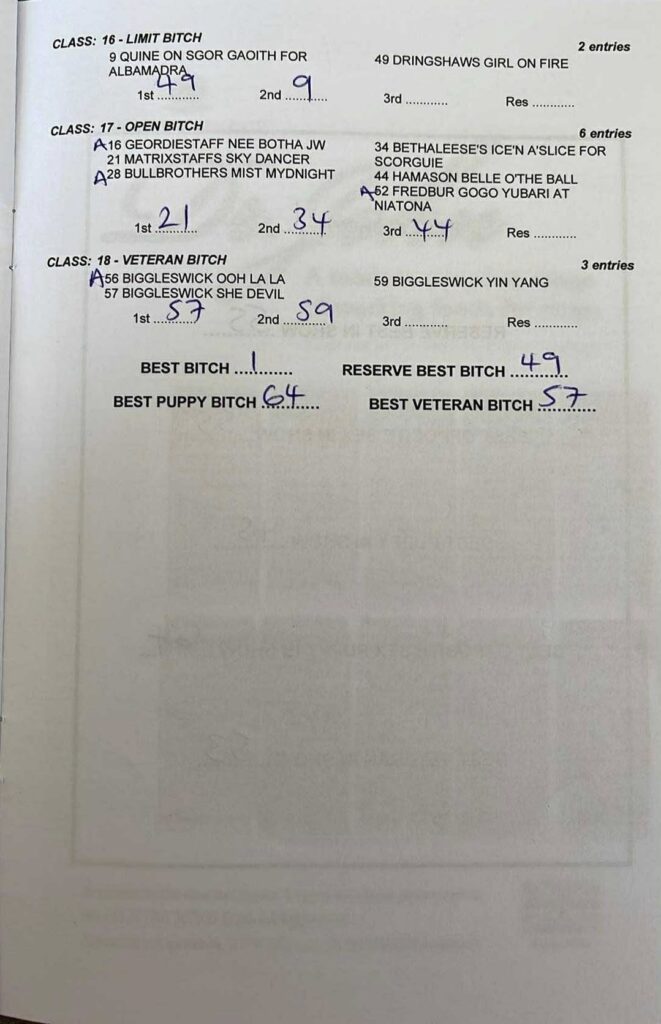 CLASS: 16 - LIMIT BITCH 2 entries
9 QUINE ON SGOR GAOITH FOR ALBAMADRA
49 DRINGSHAWS GIRL ON FIRE
1st 49 2nd 9 3rd ............ Res ............
CLASS: 17 - OPEN BITCH 6 entries
A 16 GEORDIESTAFF NEE BOTHA JW
21 MATRIXSTAFFS SKY DANCER
A 28 BULLBROTHERS MIST MYDNIGHT
34 BETHALEESE'S ICE'N A'SLICE FOR SCORGUIE
44 HAMASON BELLE O'THE BALL
A 52 FREDBUR GOGO YUBARI AT NIATONA
1st 21 2nd 34 3rd 44 Res ............
CLASS: 18 - VETERAN BITCH 3 entries
A 56 BIGGLESWICK OOH LA LA
57 BIGGLESWICK SHE DEVIL
59 BIGGLESWICK YIN YANG
1st 57 2nd 59 3rd ............ Res ............
BEST BITCH 1 RESERVE BEST BITCH 49
BEST PUPPY BITCH 64 BEST VETERAN BITCH 57